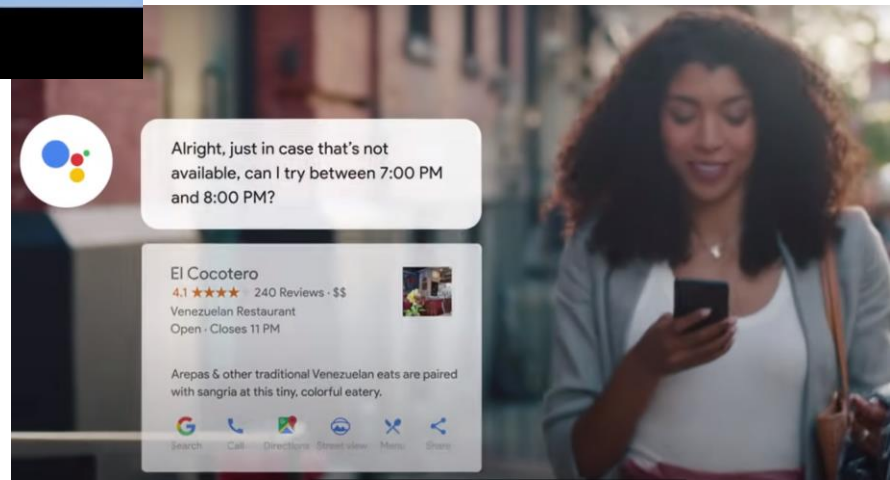 Alright, just in case that's not
available, can I try between 7:00 PM
and 8:00 PM?
El Cocotero
4.1 ★★★★ 240 Reviews · $$
Venezuelan Restaurant
Open · Closes 11 PM
Arepas & other traditional Venezuelan eats are paired
with sangria at this tiny, colorful eatery.
Search Call Directions Street view Menu Share